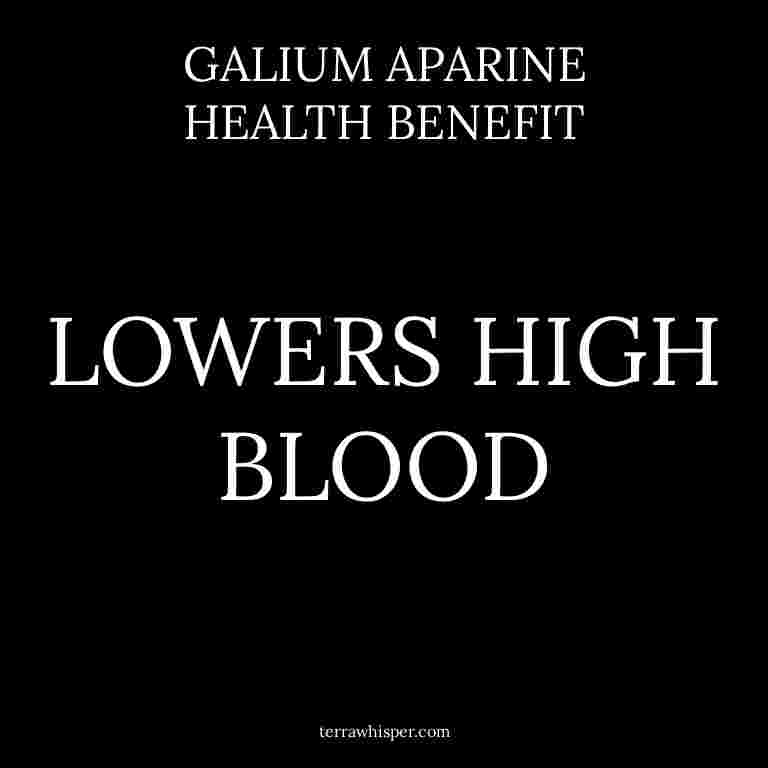 GALIUM APARINE
HEALTH BENEFIT
LOWERS HIGH
BLOOD
terrawhisper.com